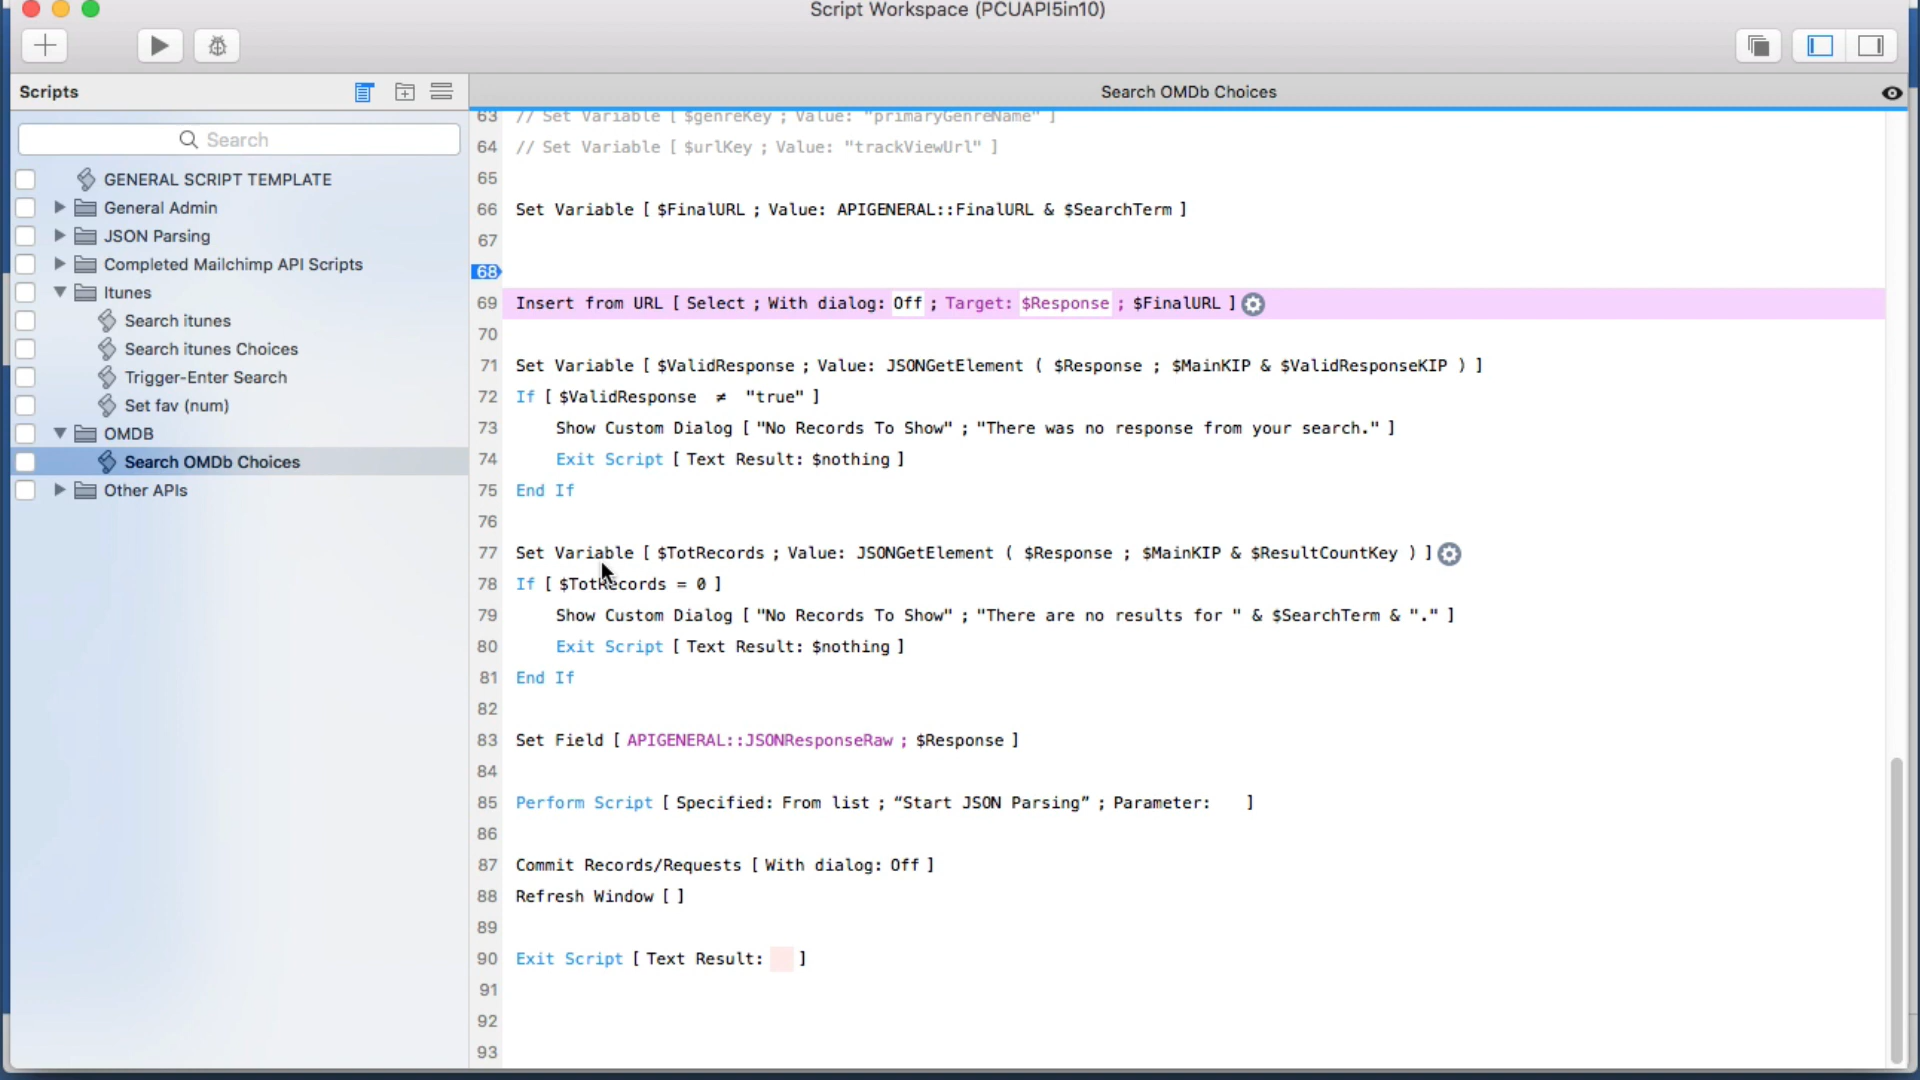 Script Workspace (PCUAPI5in10)
Scripts
Search OMDb Choices
Search
GENERAL SCRIPT TEMPLATE
General Admin
JSON Parsing
Completed Mailchimp API Scripts
Itunes
Search itunes
Search itunes Choices
Trigger-Enter Search
Set fav (num)
OMDB
Search OMDb Choices
Other APIs
63 // Set Variable [ $genreKey ; Value: "primaryGenreName" ]
64 // Set Variable [ $urlKey ; Value: "trackViewUrl" ]
65
66 Set Variable [ $FinalURL ; Value: APIGENERAL::FinalURL & $SearchTerm ]
67
68
69 Insert from URL [ Select ; With dialog: Off ; Target: $Response ; $FinalURL ]
70
71 Set Variable [ $ValidResponse ; Value: JSONGetElement ( $Response ; $MainKIP & $ValidResponseKIP ) ]
72 If [ $ValidResponse ≠ "true" ]
73 Show Custom Dialog [ "No Records To Show" ; "There was no response from your search." ]
74 Exit Script [ Text Result: $nothing ]
75 End If
76
77 Set Variable [ $TotRecords ; Value: JSONGetElement ( $Response ; $MainKIP & $ResultCountKey ) ]
78 If [ $TotRecords = 0 ]
79 Show Custom Dialog [ "No Records To Show" ; "There are no results for " & $SearchTerm & "." ]
80 Exit Script [ Text Result: $nothing ]
81 End If
82
83 Set Field [ APIGENERAL::JSONResponseRaw ; $Response ]
84
85 Perform Script [ Specified: From list ; “Start JSON Parsing” ; Parameter: ]
86
87 Commit Records/Requests [ With dialog: Off ]
88 Refresh Window [ ]
89
90 Exit Script [ Text Result: ]
91
92
93